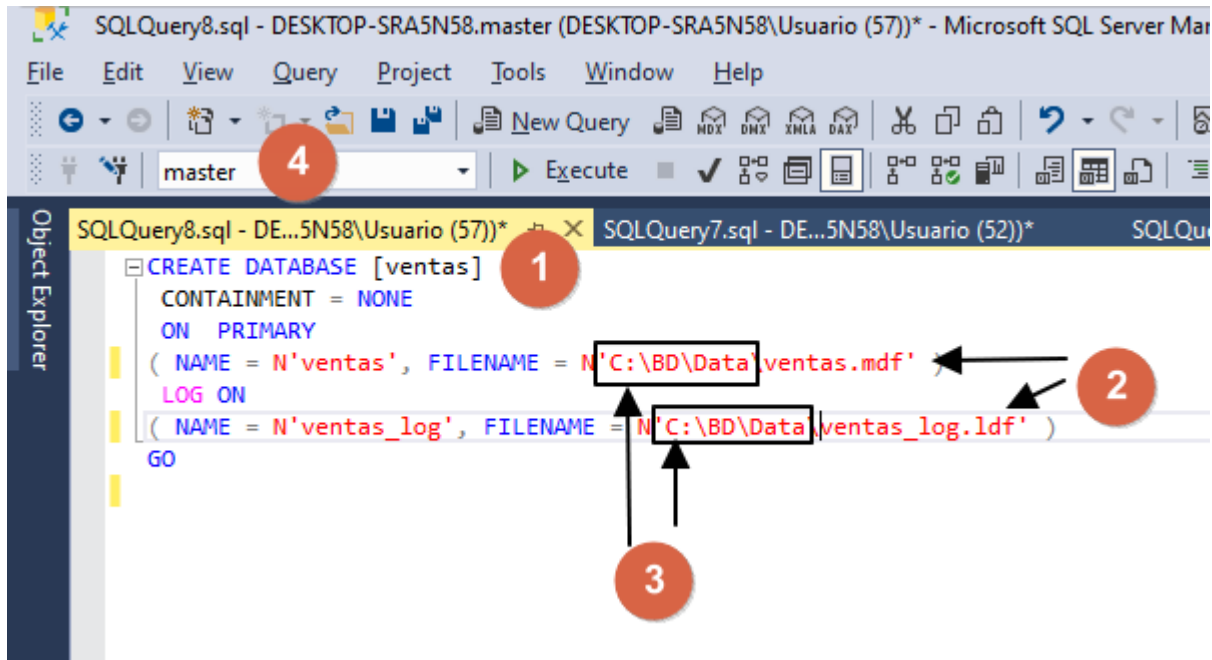 SQLQuery8.sql - DESKTOP-SRA5N58.master (DESKTOP-SRA5N58\Usuario (57))* - Microsoft SQL Server Mar
File Edit View Query Project Tools Window Help
New Query MDX DMX XMLA DAX
master 4 Execute
Object Explorer
SQLQuery8.sql - DE...5N58\Usuario (57))* SQLQuery7.sql - DE...5N58\Usuario (52))* SQLQue
CREATE DATABASE [ventas] 1
CONTAINMENT = NONE
ON PRIMARY
( NAME = N'ventas', FILENAME = N'C:\BD\Data\ventas.mdf' )
2
LOG ON
( NAME = N'ventas_log', FILENAME = N'C:\BD\Data\ventas_log.ldf' )
GO
3